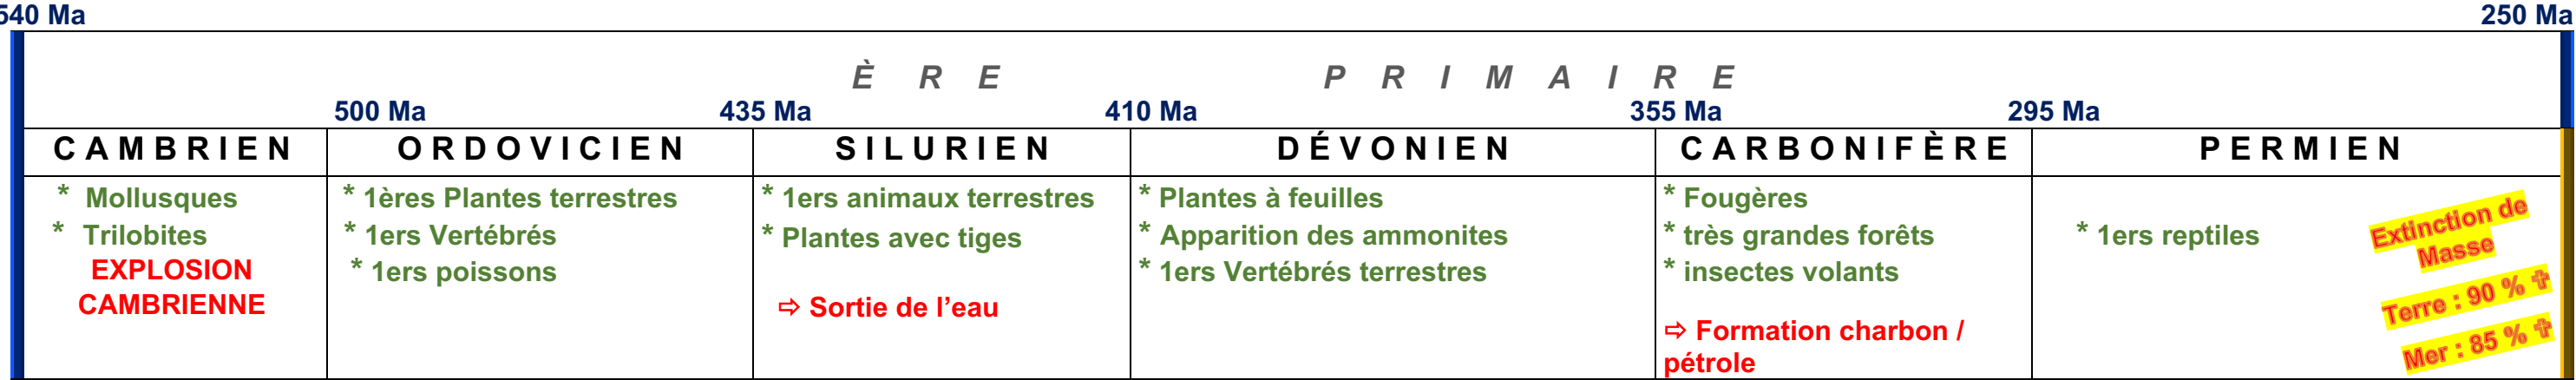 540 Ma
250 Ma
ÈRE PRIMAIRE
500 Ma
435 Ma
410 Ma
355 Ma
295 Ma
CAMBRIEN
ORDOVICIEN
SILURIEN
DÉVONIEN
CARBONIFÈRE
PERMIEN
* Mollusques
* Trilobites
EXPLOSION
CAMBRIENNE
* 1ères Plantes terrestres
* 1ers Vertébrés
* 1ers poissons
* 1ers animaux terrestres
* Plantes avec tiges
⇨ Sortie de l’eau
* Plantes à feuilles
* Apparition des ammonites
* 1ers Vertébrés terrestres
* Fougères
* très grandes forêts
* insectes volants
⇨ Formation charbon /
pétrole
* 1ers reptiles
Extinction de
Masse
Terre : 90 % ✞
Mer : 85 % ✞